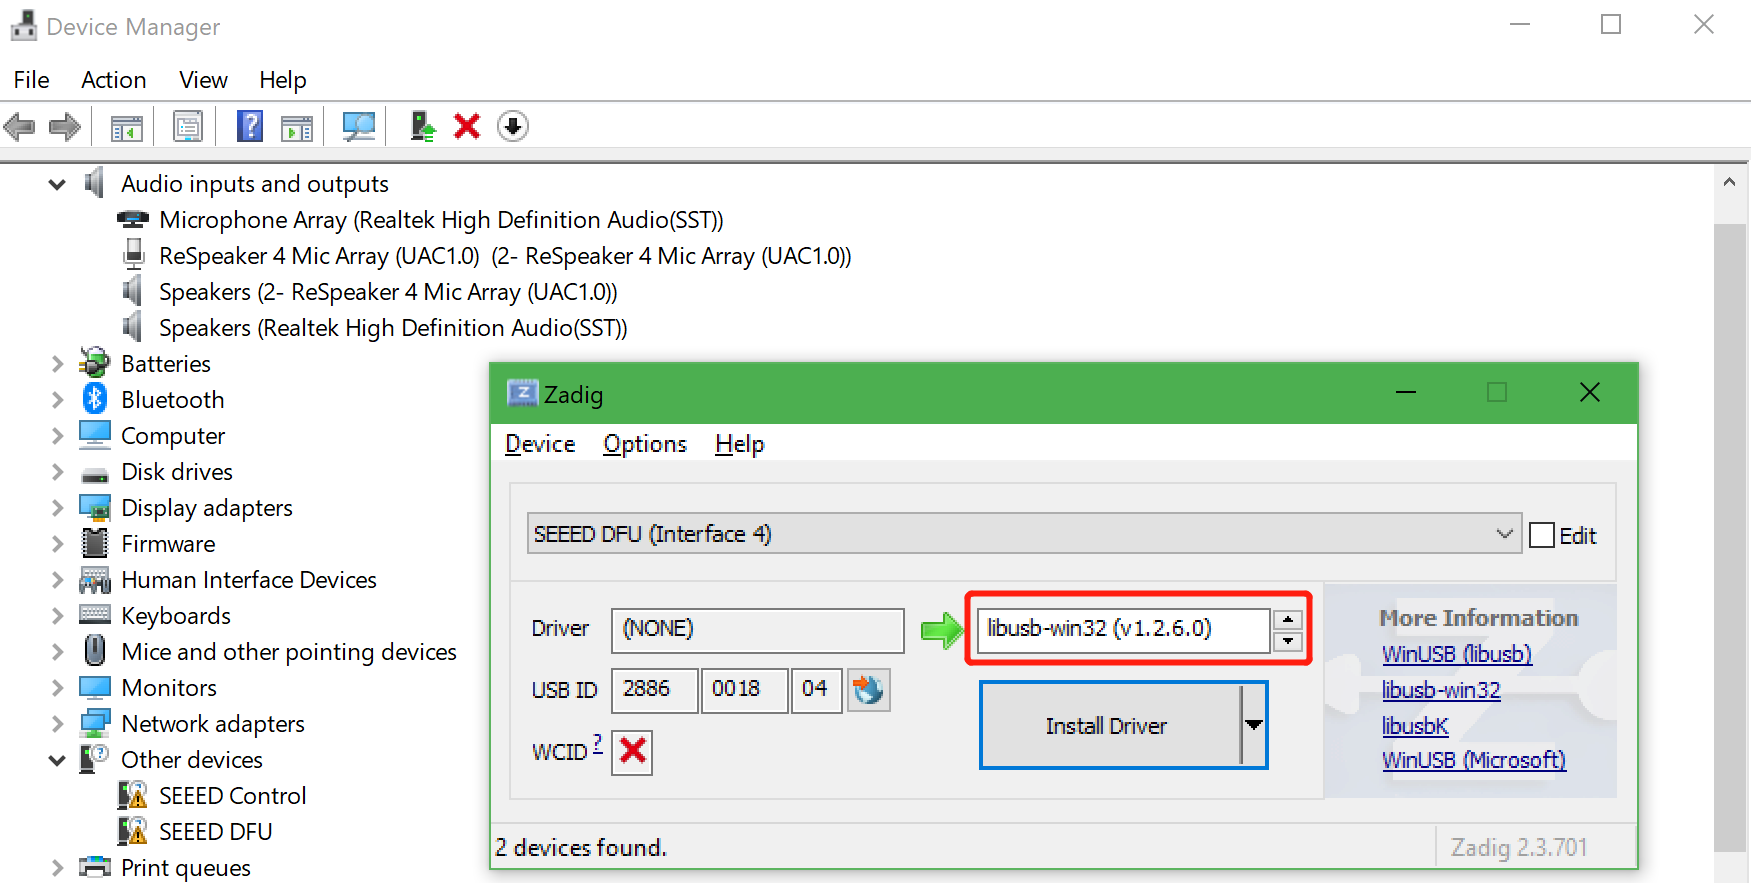 Device Manager
File Action View Help
Audio inputs and outputs
Microphone Array (Realtek High Definition Audio(SST))
ReSpeaker 4 Mic Array (UAC1.0) (2- ReSpeaker 4 Mic Array (UAC1.0))
Speakers (2- ReSpeaker 4 Mic Array (UAC1.0))
Speakers (Realtek High Definition Audio(SST))
Batteries
Bluetooth
Computer
Disk drives
Display adapters
Firmware
Human Interface Devices
Keyboards
Mice and other pointing devices
Monitors
Network adapters
Other devices
SEEED Control
SEEED DFU
Print queues
Zadig
Device Options Help
SEEED DFU (Interface 4)
Edit
Driver (NONE) libusb-win32 (v1.2.6.0)
USB ID 2886 0018 04
WCID ?
Install Driver
More Information
WinUSB (libusb)
libusb-win32
libusbK
WinUSB (Microsoft)
2 devices found.
Zadig 2.3.701